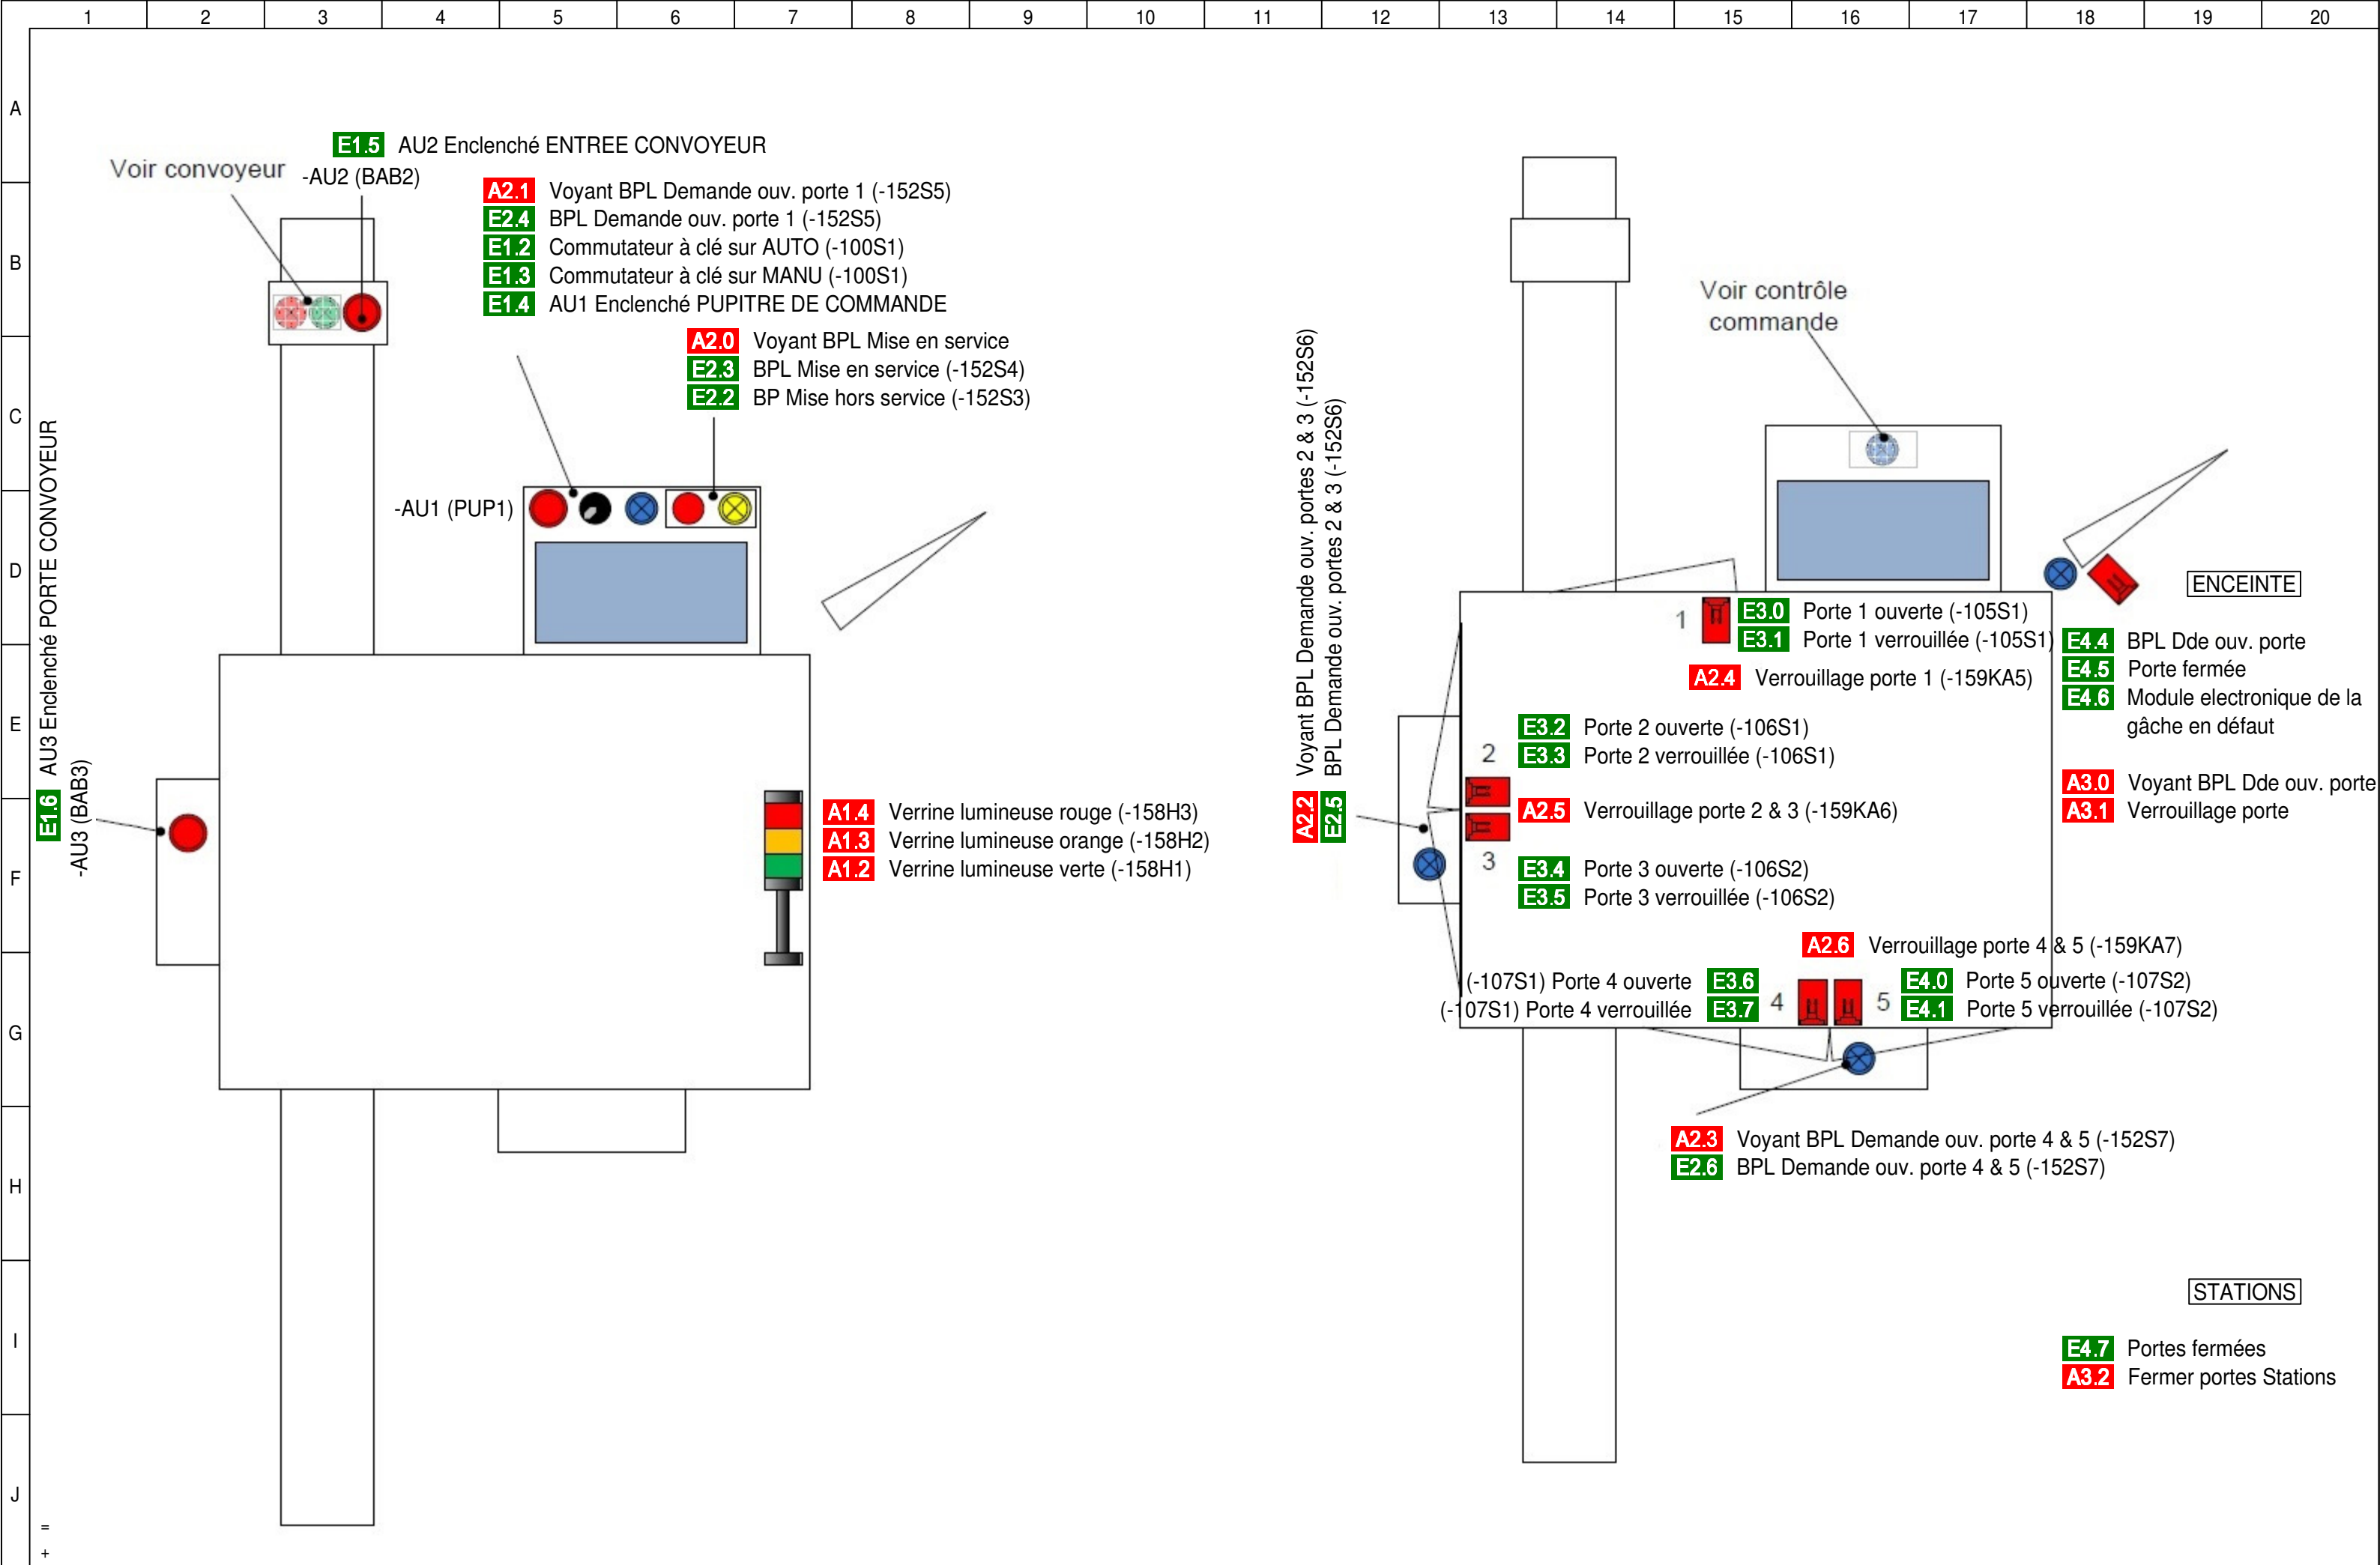 1 2 3 4 5 6 7 8 9 10 11 12 13 14 15 16 17 18 19 20
A
B
C
D
E
F
G
H
I
J
=
+
Voir convoyeur
E1.5 AU2 Enclenché ENTREE CONVOYEUR
-AU2 (BAB2)
A2.1 Voyant BPL Demande ouv. porte 1 (-152S5)
E2.4 BPL Demande ouv. porte 1 (-152S5)
E1.2 Commutateur à clé sur AUTO (-100S1)
E1.3 Commutateur à clé sur MANU (-100S1)
E1.4 AU1 Enclenché PUPITRE DE COMMANDE
A2.0 Voyant BPL Mise en service
E2.3 BPL Mise en service (-152S4)
E2.2 BP Mise hors service (-152S3)
-AU1 (PUP1)
E1.6 AU3 Enclenché PORTE CONVOYEUR
-AU3 (BAB3)
A1.4 Verrine lumineuse rouge (-158H3)
A1.3 Verrine lumineuse orange (-158H2)
A1.2 Verrine lumineuse verte (-158H1)
A2.2 Voyant BPL Demande ouv. portes 2 & 3 (-152S6)
E2.5 BPL Demande ouv. portes 2 & 3 (-152S6)
Voir contrôle
commande
1
E3.0 Porte 1 ouverte (-105S1)
E3.1 Porte 1 verrouillée (-105S1)
A2.4 Verrouillage porte 1 (-159KA5)
2
E3.2 Porte 2 ouverte (-106S1)
E3.3 Porte 2 verrouillée (-106S1)
A2.5 Verrouillage porte 2 & 3 (-159KA6)
3
E3.4 Porte 3 ouverte (-106S2)
E3.5 Porte 3 verrouillée (-106S2)
A2.6 Verrouillage porte 4 & 5 (-159KA7)
(-107S1) Porte 4 ouverte E3.6
(-107S1) Porte 4 verrouillée E3.7
4
5
E4.0 Porte 5 ouverte (-107S2)
E4.1 Porte 5 verrouillée (-107S2)
A2.3 Voyant BPL Demande ouv. porte 4 & 5 (-152S7)
E2.6 BPL Demande ouv. porte 4 & 5 (-152S7)
ENCEINTE
E4.4 BPL Dde ouv. porte
E4.5 Porte fermée
E4.6 Module electronique de la
gâche en défaut
A3.0 Voyant BPL Dde ouv. porte
A3.1 Verrouillage porte
STATIONS
E4.7 Portes fermées
A3.2 Fermer portes Stations